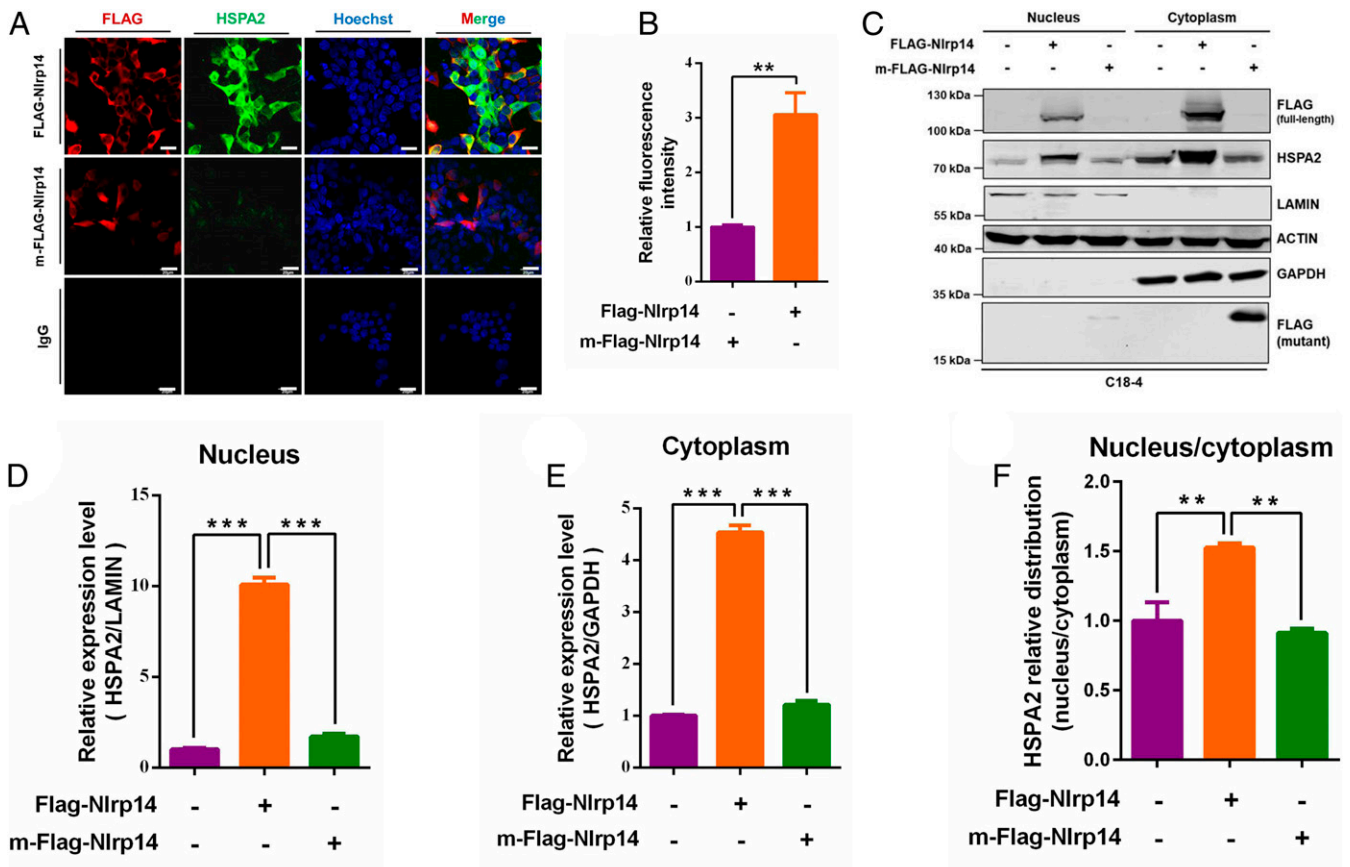 A
FLAG
HSPA2
Hoechst
Merge
FLAG-Nlrp14
m-FLAG-Nlrp14
IgG
B
Relative fluorescence
intensity
**
4
3
2
1
0
Flag-Nlrp14 - +
m-Flag-Nlrp14 + -
C
Nucleus Cytoplasm
FLAG-Nlrp14 - + - - + -
m-FLAG-Nlrp14 - - + - - +
130 kDa
100 kDa
FLAG
(full-length)
70 kDa
HSPA2
55 kDa
LAMIN
40 kDa
ACTIN
35 kDa
GAPDH
15 kDa
FLAG
(mutant)
C18-4
D
Nucleus
Relative expression level
( HSPA2/LAMIN )
*** ***
15
10
5
0
Flag-Nlrp14 - + -
m-Flag-Nlrp14 - - +
E
Cytoplasm
Relative expression level
( HSPA2/GAPDH )
*** ***
5
4
3
2
1
0
Flag-Nlrp14 - + -
m-Flag-Nlrp14 - - +
F
Nucleus/cytoplasm
HSPA2 relative distribution
(nucleus/cytoplasm)
** **
2.0
1.5
1.0
0.5
0.0
Flag-Nlrp14 - + -
m-Flag-Nlrp14 - - +